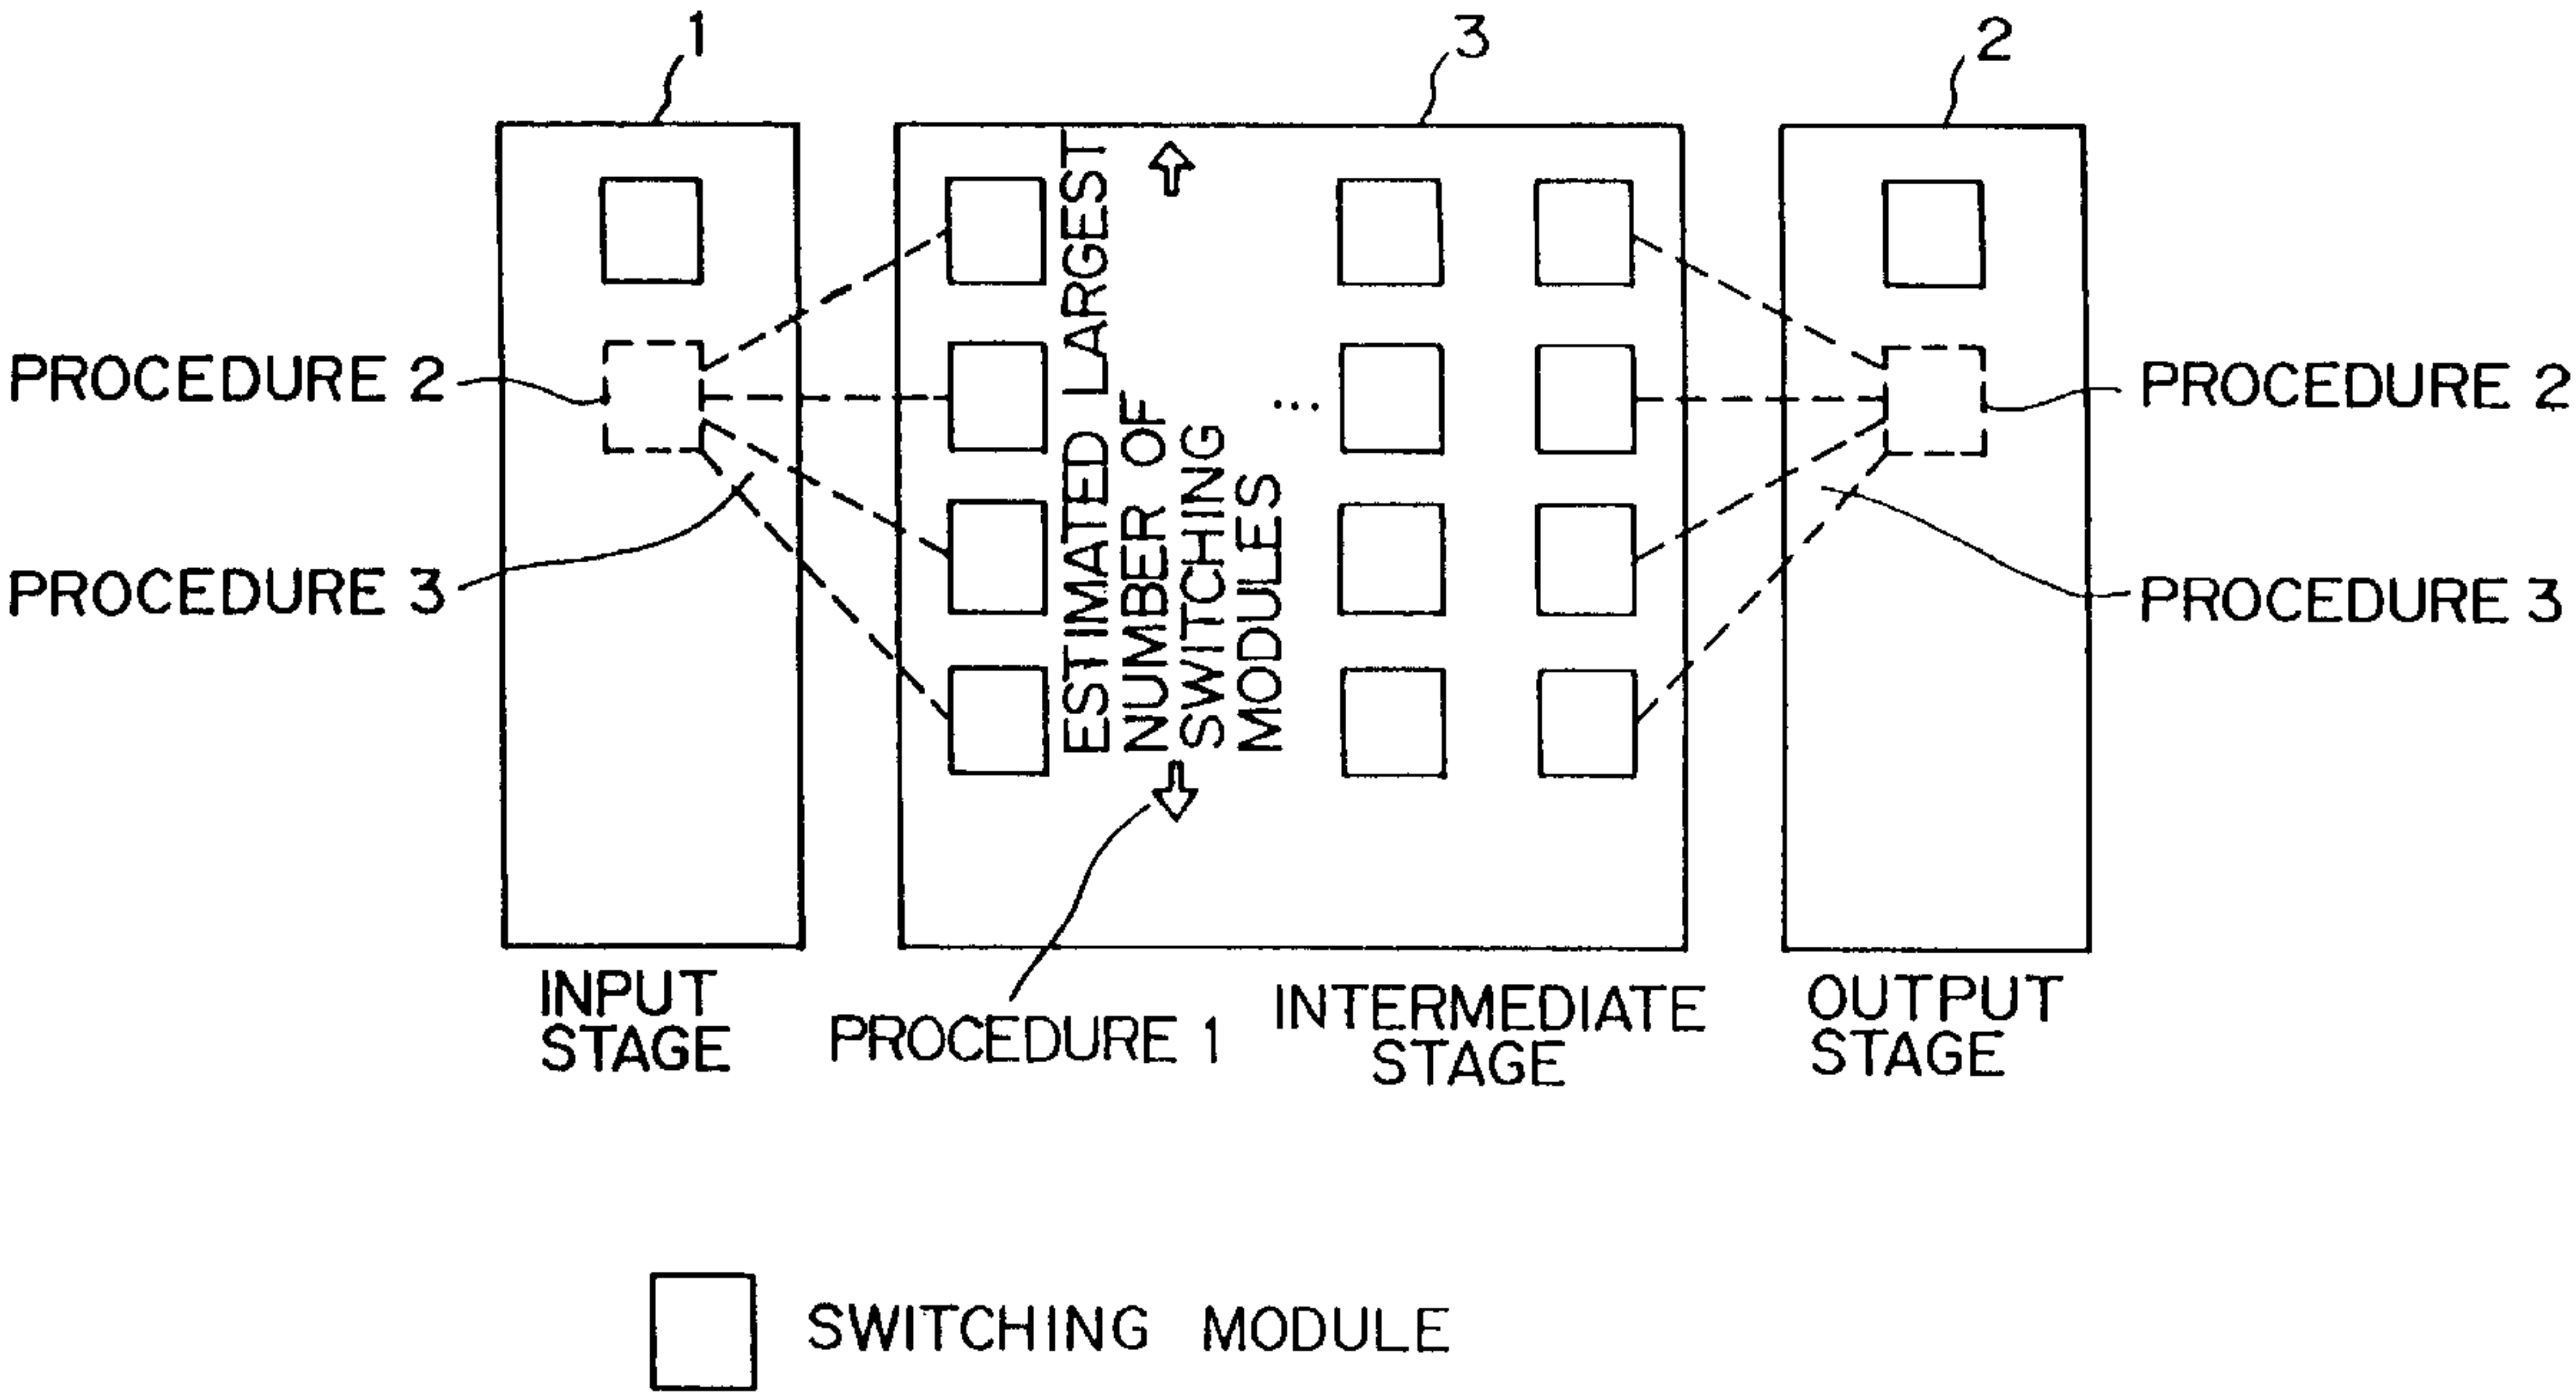 1
3
2
PROCEDURE 2
PROCEDURE 3
ESTIMATED LARGEST
NUMBER OF
SWITCHING
MODULES
...
PROCEDURE 2
PROCEDURE 3
INPUT
STAGE
PROCEDURE 1
INTERMEDIATE
STAGE
OUTPUT
STAGE
SWITCHING MODULE